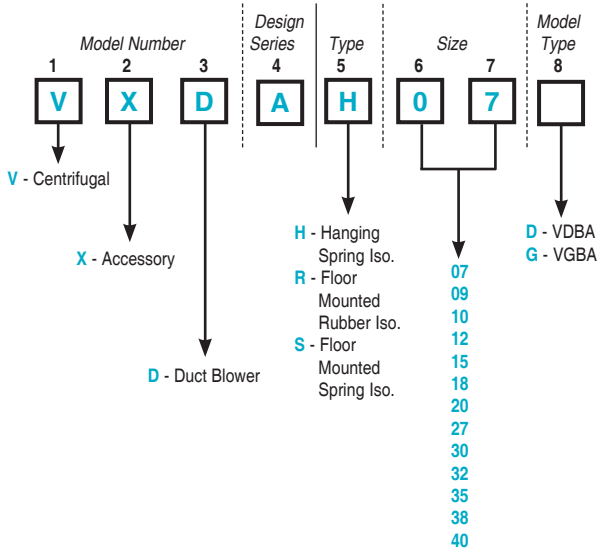 Model Number
Design
Series
Type
Size
Model
Type
1 2 3 4 5 6 7 8
V X D A H 0 7
V - Centrifugal
X - Accessory
D - Duct Blower
H - Hanging
Spring Iso.
R - Floor
Mounted
Rubber Iso.
S - Floor
Mounted
Spring Iso.
07
09
10
12
15
18
20
27
30
32
35
38
40
D - VDBA
G - VGBA